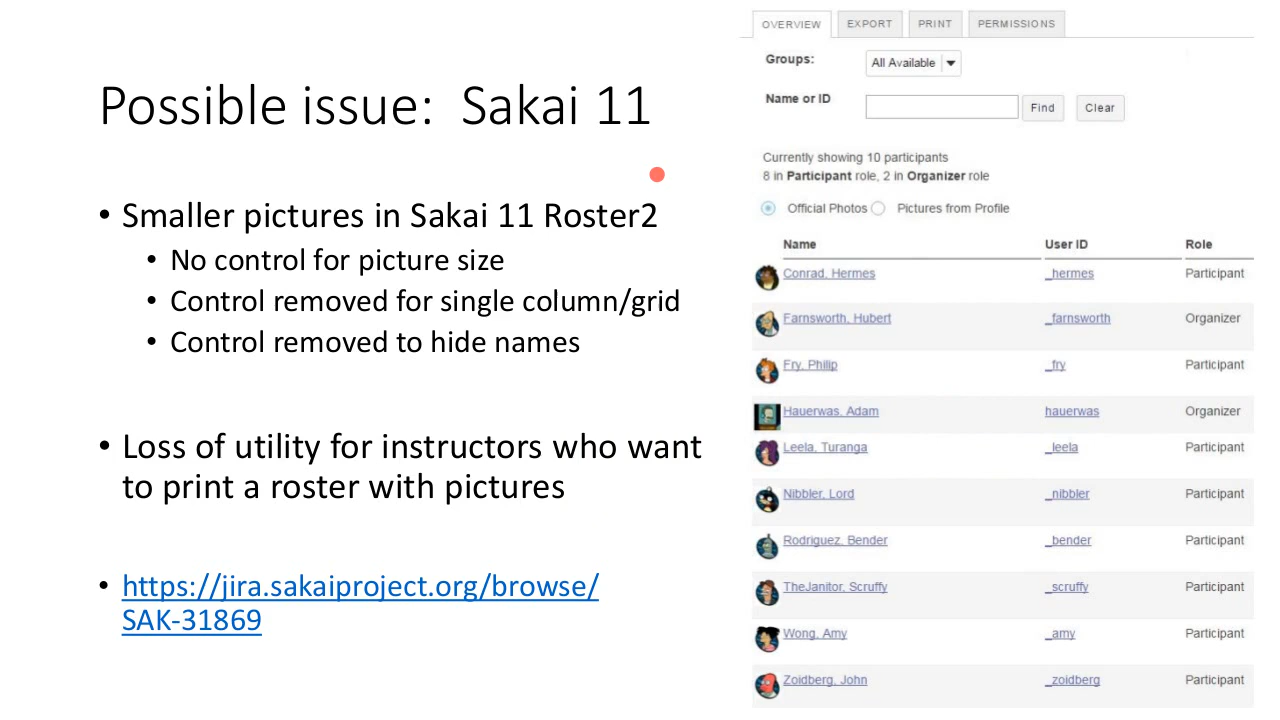 Possible issue: Sakai 11
• Smaller pictures in Sakai 11 Roster2
• No control for picture size
• Control removed for single column/grid
• Control removed to hide names
• Loss of utility for instructors who want
to print a roster with pictures
• https://jira.sakaiproject.org/browse/
SAK-31869
OVERVIEW EXPORT PRINT PERMISSIONS
Groups: All Available
Name or ID Find Clear
Currently showing 10 participants
8 in Participant role, 2 in Organizer role
Official Photos Pictures from Profile
Name User ID Role
Conrad, Hermes _hermes Participant
Farnsworth, Hubert _farnsworth Organizer
Fry, Philip _fry Participant
Hauerwas, Adam hauerwas Organizer
Leela, Turanga _leela Participant
Nibbler, Lord _nibbler Participant
Rodriguez, Bender _bender Participant
TheJanitor, Scruffy _scruffy Participant
Wong, Amy _amy Participant
Zoidberg, John _zoidberg Participant